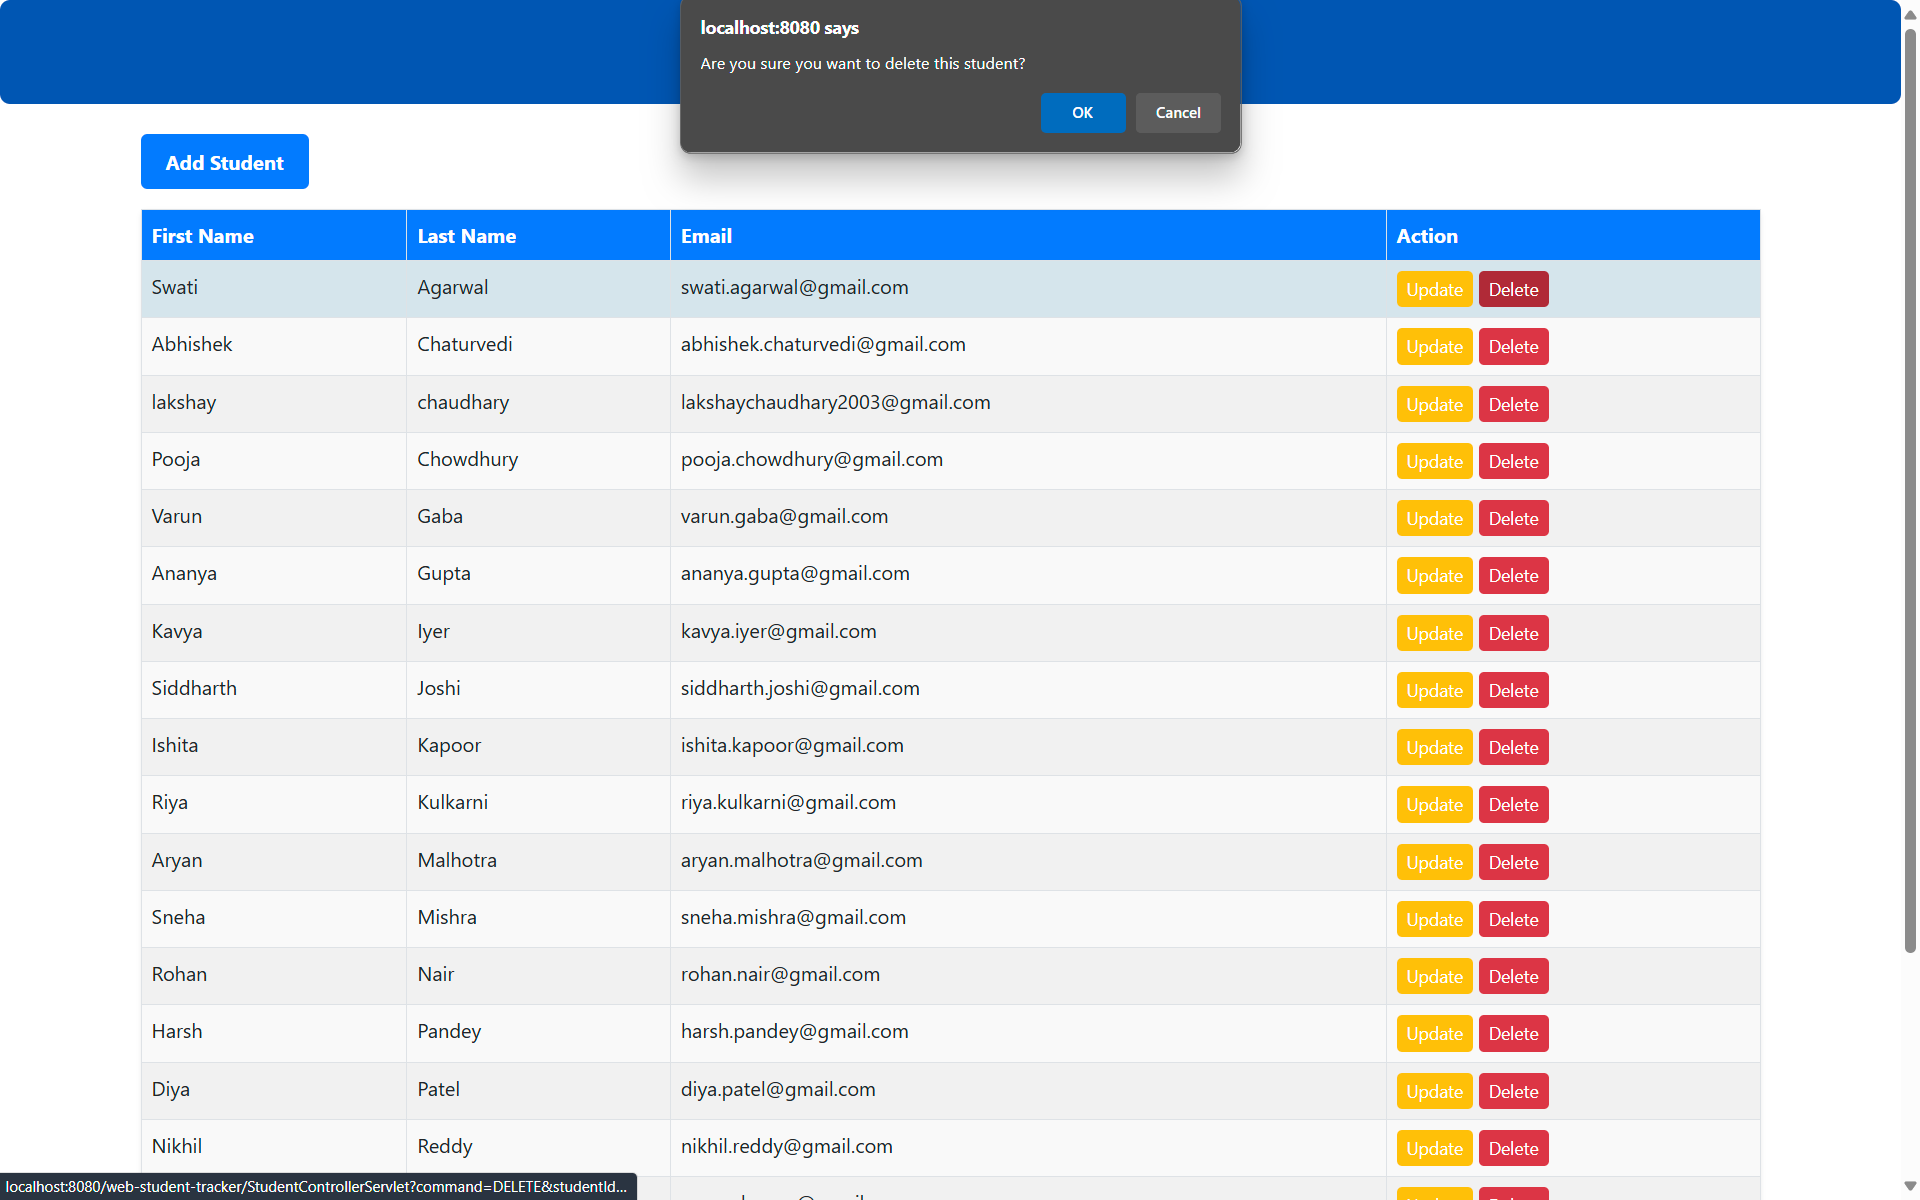 localhost:8080 says
Are you sure you want to delete this student?
OK Cancel
Add Student
First Name Last Name Email Action
Swati Agarwal swati.agarwal@gmail.com Update Delete
Abhishek Chaturvedi abhishek.chaturvedi@gmail.com Update Delete
lakshay chaudhary lakshaychaudhary2003@gmail.com Update Delete
Pooja Chowdhury pooja.chowdhury@gmail.com Update Delete
Varun Gaba varun.gaba@gmail.com Update Delete
Ananya Gupta ananya.gupta@gmail.com Update Delete
Kavya Iyer kavya.iyer@gmail.com Update Delete
Siddharth Joshi siddharth.joshi@gmail.com Update Delete
Ishita Kapoor ishita.kapoor@gmail.com Update Delete
Riya Kulkarni riya.kulkarni@gmail.com Update Delete
Aryan Malhotra aryan.malhotra@gmail.com Update Delete
Sneha Mishra sneha.mishra@gmail.com Update Delete
Rohan Nair rohan.nair@gmail.com Update Delete
Harsh Pandey harsh.pandey@gmail.com Update Delete
Diya Patel diya.patel@gmail.com Update Delete
Nikhil Reddy nikhil.reddy@gmail.com Update Delete
localhost:8080/web-student-tracker/StudentControllerServlet?command=DELETE&studentId...